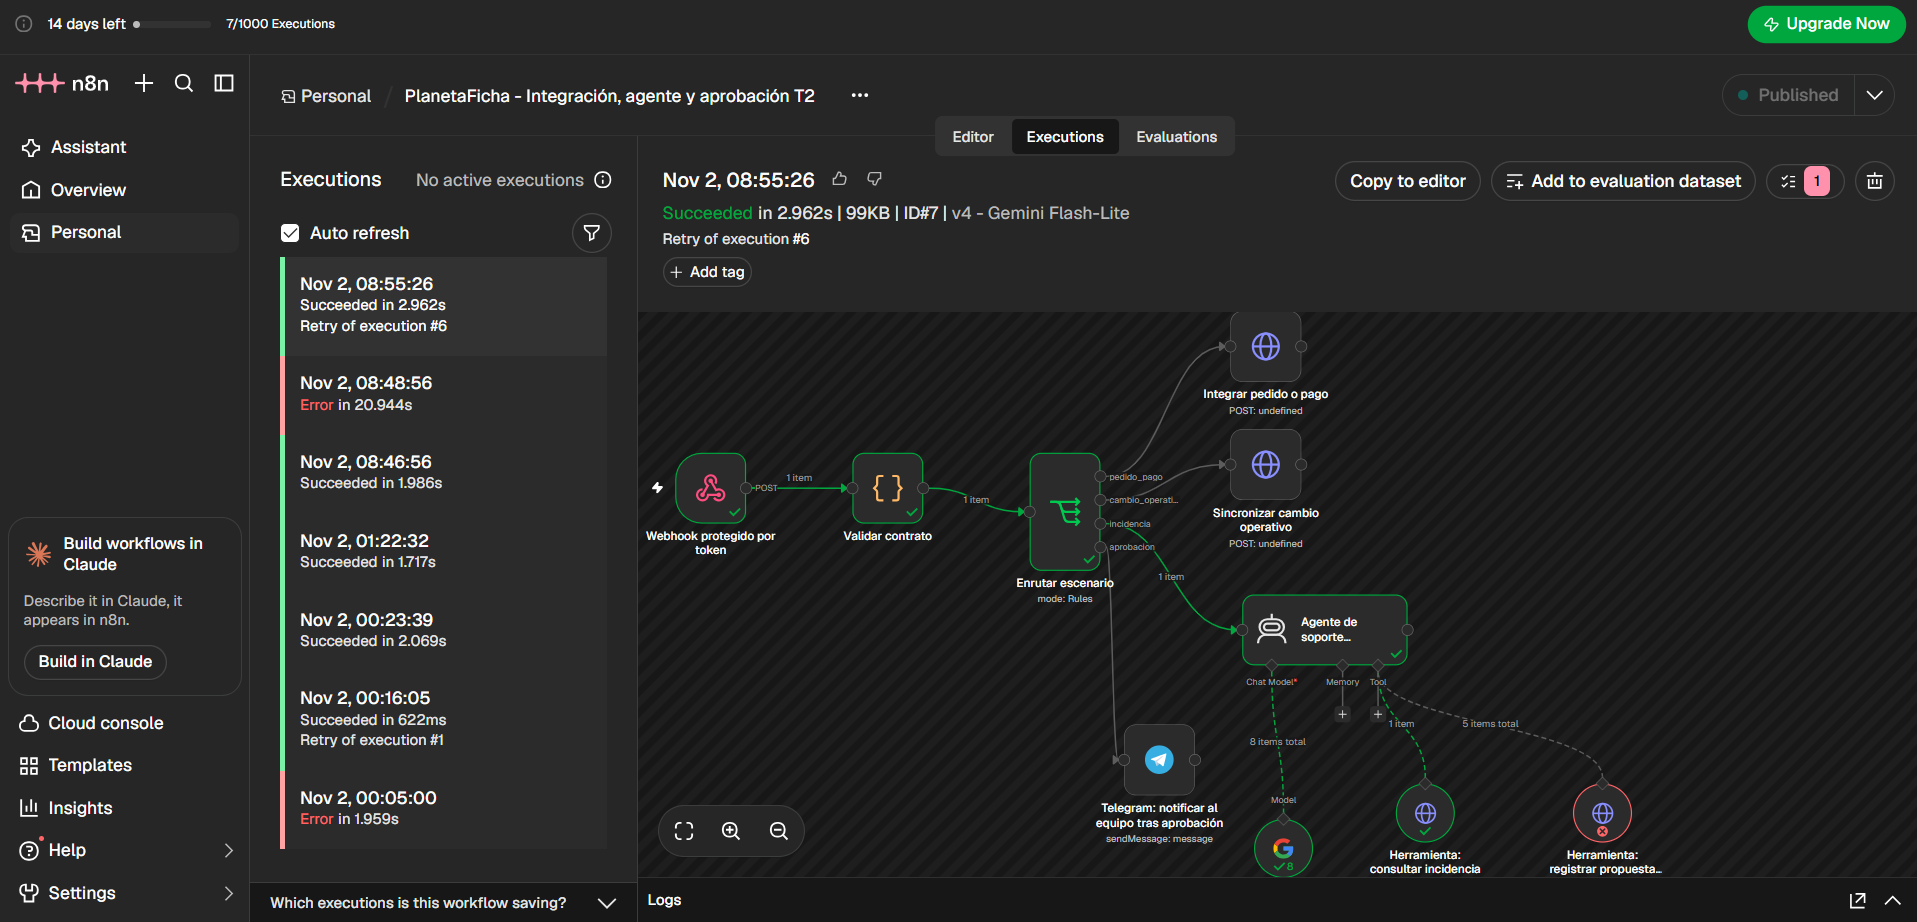 14 days left
7/1000 Executions
Upgrade Now
n8n
Personal / PlanetaFicha - Integración, agente y aprobación T2 ...
Published
Editor
Executions
Evaluations
Assistant
Overview
Personal
Build workflows in
Claude
Describe it in Claude, it
appears in n8n.
Build in Claude
Cloud console
Templates
Insights
Help
Settings
Executions
No active executions
Auto refresh
Nov 2, 08:55:26
Succeeded in 2.962s
Retry of execution #6
Nov 2, 08:48:56
Error in 20.944s
Nov 2, 08:46:56
Succeeded in 1.986s
Nov 2, 01:22:32
Succeeded in 1.717s
Nov 2, 00:23:39
Succeeded in 2.069s
Nov 2, 00:16:05
Succeeded in 622ms
Retry of execution #1
Nov 2, 00:05:00
Error in 1.959s
Which executions is this workflow saving?
Nov 2, 08:55:26
Succeeded in 2.962s | 99KB | ID#7 | v4 - Gemini Flash-Lite
Retry of execution #6
+ Add tag
Copy to editor
Add to evaluation dataset
1
Integrar pedido o pago
POST: undefined
Sincronizar cambio
operativo
POST: undefined
Webhook protegido por
token
POST
1 item
Validar contrato
1 item
Enrutar escenario
mode: Rules
pedido_pago
cambio_operati...
incidencia
aprobacion
1 item
Agente de
soporte...
Chat Model*
Memory
Tool
8 items total
1 item
5 items total
Model
8
Telegram: notificar al
equipo tras aprobación
sendMessage: message
Herramienta:
consultar incidencia
Herramienta:
registrar propuesta...
Logs